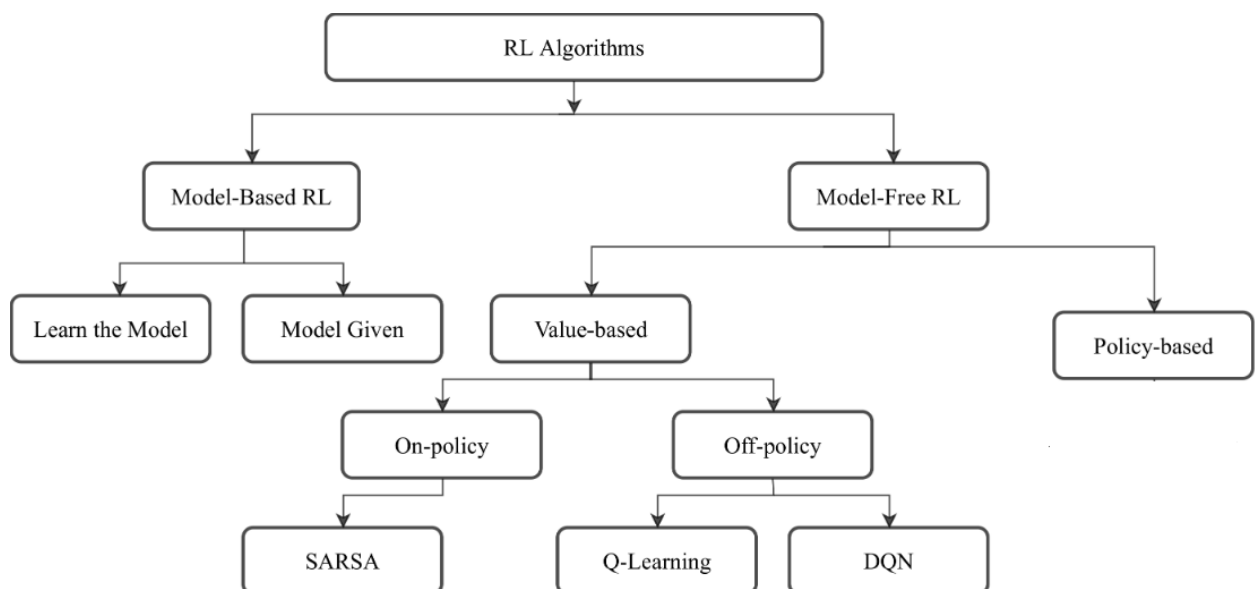 RL Algorithms
Model-Based RL
Model-Free RL
Learn the Model
Model Given
Value-based
Policy-based
On-policy
Off-policy
SARSA
Q-Learning
DQN